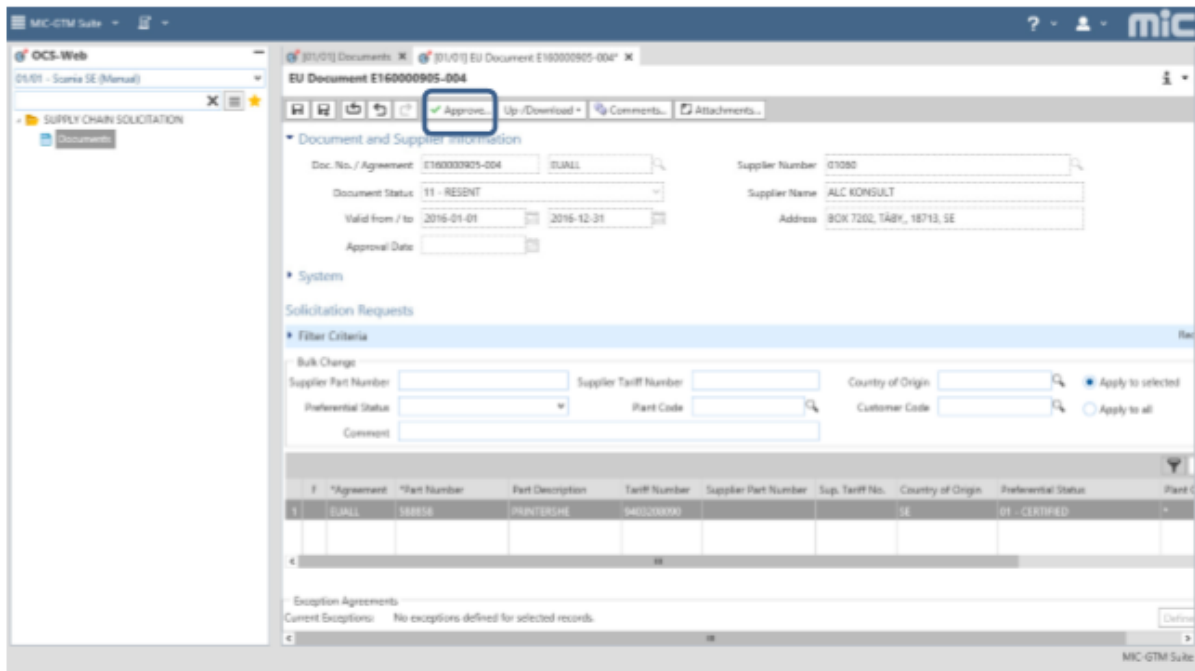 MIC-GTM Suite
? mic
OCS-Web
[01/01] Documents X [01/01] EU Document E160000905-004* X
01/01 - Scania SE (Manual)
EU Document E160000905-004
SUPPLY CHAIN SOLICITATION
Documents
Approve... Up-/Download Comments... Attachments...
Document and Supplier Information
Doc. No. / Agreement E160000905-004 EUALL Supplier Number 01060
Document Status 11 - RESENT Supplier Name ALC KONSULT
Valid from / to 2016-01-01 2016-12-31 Address BOX 7202, TÄBY,, 18713, SE
Approval Date
System
Solicitation Requests
Filter Criteria Rec
Bulk Change
Supplier Part Number Supplier Tariff Number Country of Origin Apply to selected
Preferential Status Plant Code Customer Code Apply to all
Comment
F *Agreement *Part Number Part Description Tariff Number Supplier Part Number Sup. Tariff No. Country of Origin Preferential Status Plant C
1 EUALL 588858 PRINTERSHE 9403200090 SE 01 - CERTIFIED *
Exception Agreements
Current Exceptions: No exceptions defined for selected records. Define
MIC-GTM Suite